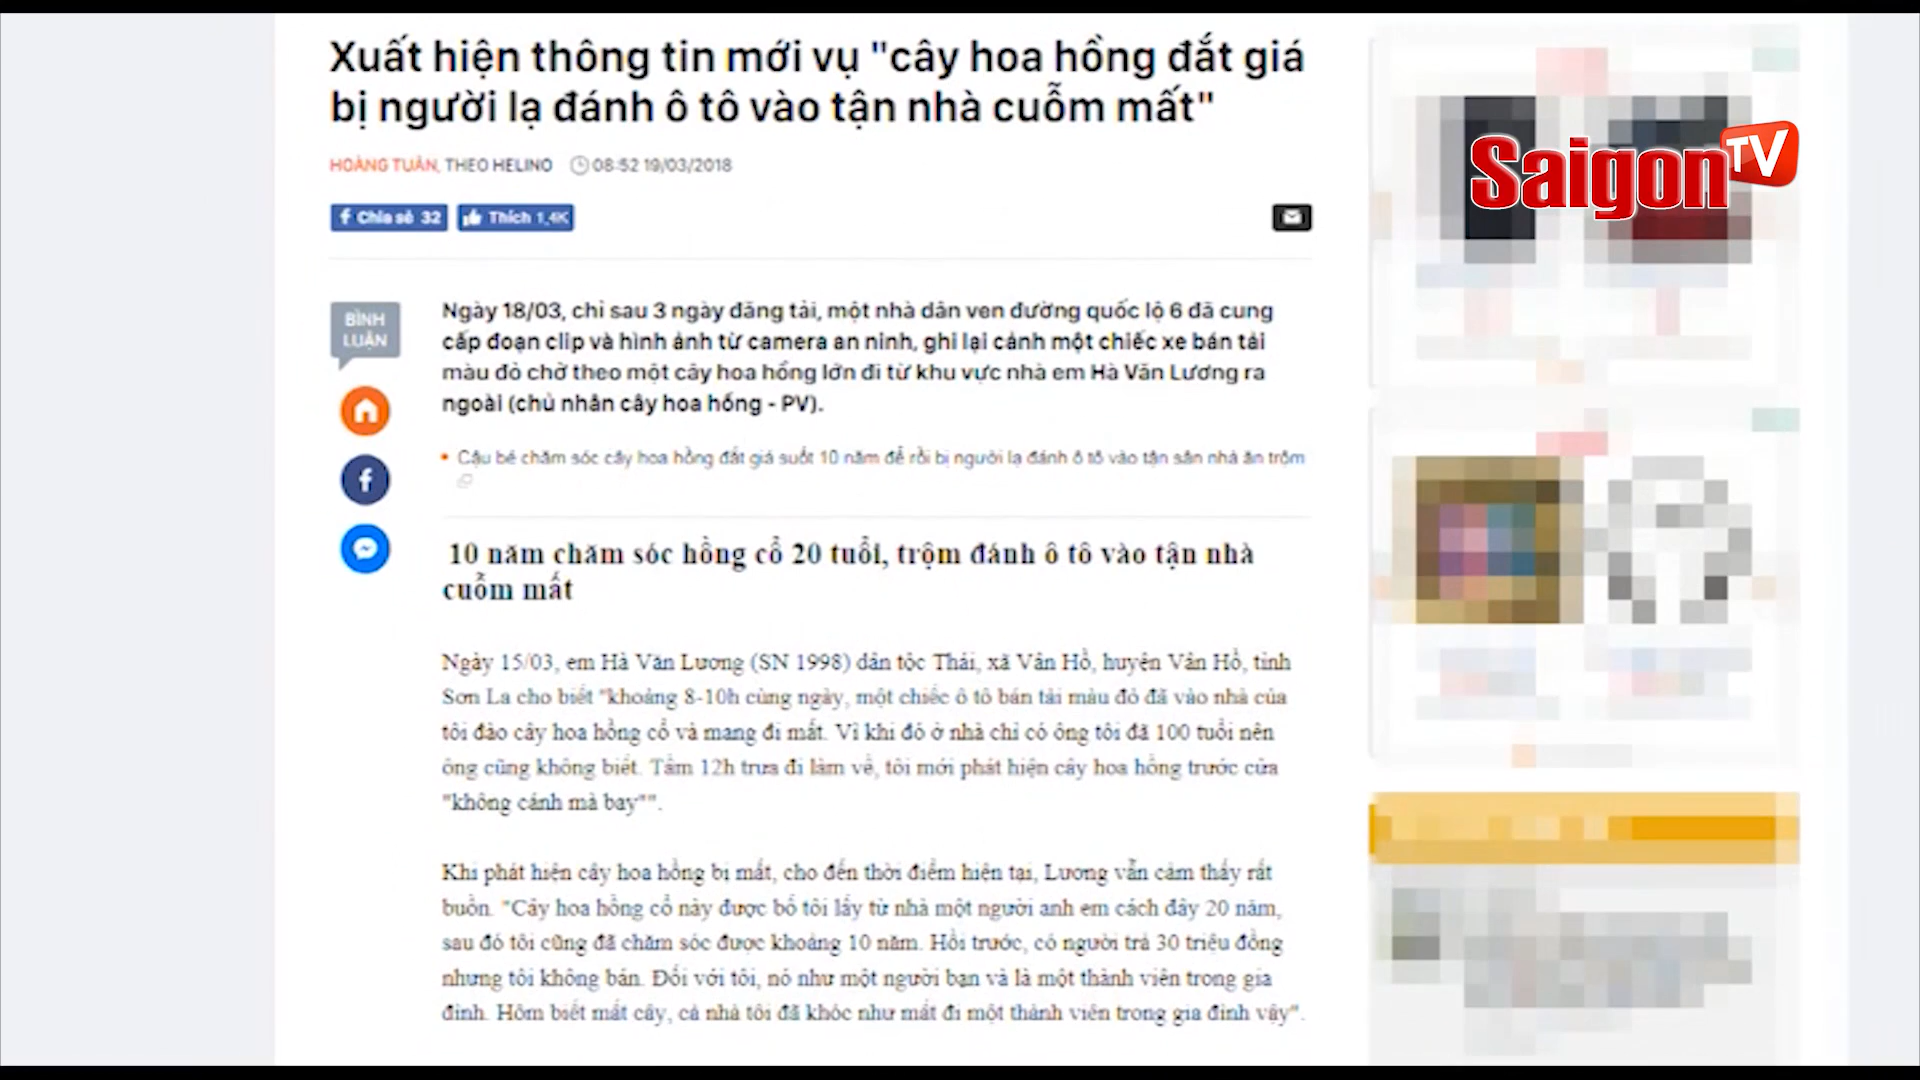 Xuất hiện thông tin mới vụ "cây hoa hồng đắt giá
bị người lạ đánh ô tô vào tận nhà cuỗm mất"
HOÀNG TUÂN, THEO HELINO 08:52 19/03/2018
Chia sẻ 32 Thích 1,4K
BÌNH
LUẬN
Ngày 18/03, chỉ sau 3 ngày đăng tải, một nhà dân ven đường quốc lộ 6 đã cung
cấp đoạn clip và hình ảnh từ camera an ninh, ghi lại cảnh một chiếc xe bán tải
màu đỏ chở theo một cây hoa hồng lớn đi từ khu vực nhà em Hà Văn Lương ra
ngoài (chủ nhân cây hoa hồng - PV).
Cậu bé chăm sóc cây hoa hồng đắt giá suốt 10 năm để rồi bị người lạ đánh ô tô vào tận sân nhà ăn trộm
10 năm chăm sóc hồng cổ 20 tuổi, trộm đánh ô tô vào tận nhà
cuỗm mất
Ngày 15/03, em Hà Văn Lương (SN 1998) dân tộc Thái, xã Vân Hồ, huyện Vân Hồ, tỉnh
Sơn La cho biết "khoảng 8-10h cùng ngày, một chiếc ô tô bán tải màu đỏ đã vào nhà của
tôi đào cây hoa hồng cổ và mang đi mất. Vì khi đó ở nhà chỉ có ông tôi đã 100 tuổi nên
ông cũng không biết. Tầm 12h trưa đi làm về, tôi mới phát hiện cây hoa hồng trước cửa
"không cánh mà bay"".
Khi phát hiện cây hoa hồng bị mất, cho đến thời điểm hiện tại, Lương vẫn cảm thấy rất
buồn. "Cây hoa hồng cổ này được bố tôi lấy từ nhà một người anh em cách đây 20 năm,
sau đó tôi cũng đã chăm sóc được khoảng 10 năm. Hồi trước, có người trả 30 triệu đồng
nhưng tôi không bán. Đối với tôi, nó như một người bạn và là một thành viên trong gia
đình. Hôm biết mất cây, cả nhà tôi đã khóc như mất đi một thành viên trong gia đình vậy".
Saigon TV